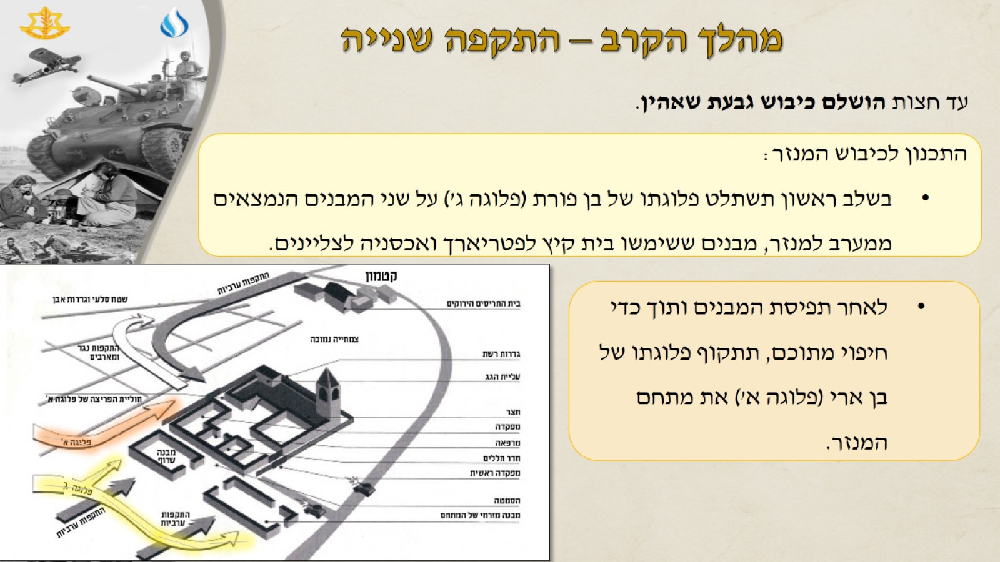 מהלך הקרב – התקפה שנייה
עד חצות הושלם כיבוש גבעת שאהין.
התכנון לכיבוש המנזר:
• בשלב ראשון תשתלט פלוגתו של בן פורת (פלוגה ג') על שני המבנים הנמצאים
ממערב למנזר, מבנים ששימשו בית קיץ לפטריארך ואכסניה לצליינים.
• לאחר תפיסת המבנים ותוך כדי
חיפוי מתוכם, תתקוף פלוגתו של
בן ארי (פלוגה א') את מתחם
המנזר.
קטמון
התקפות ערביות
שטח סלעי וגדרות אבן
בית התריסים הירוקים
צמחייה נמוכה
התקפות נגד
ומארבים
גדרות רשת
עליית הגג
חוליית הפריצה של פלוגה א'
חצר
מפקדה
מרפאה
חדר חללים
מפקדה ראשית
הסמטה
מבנה מזרחי של המתחם
פלוגה א'
מבנה
שרוף
פלוגה ג
התקפות ערביות
התקפות
ערביות